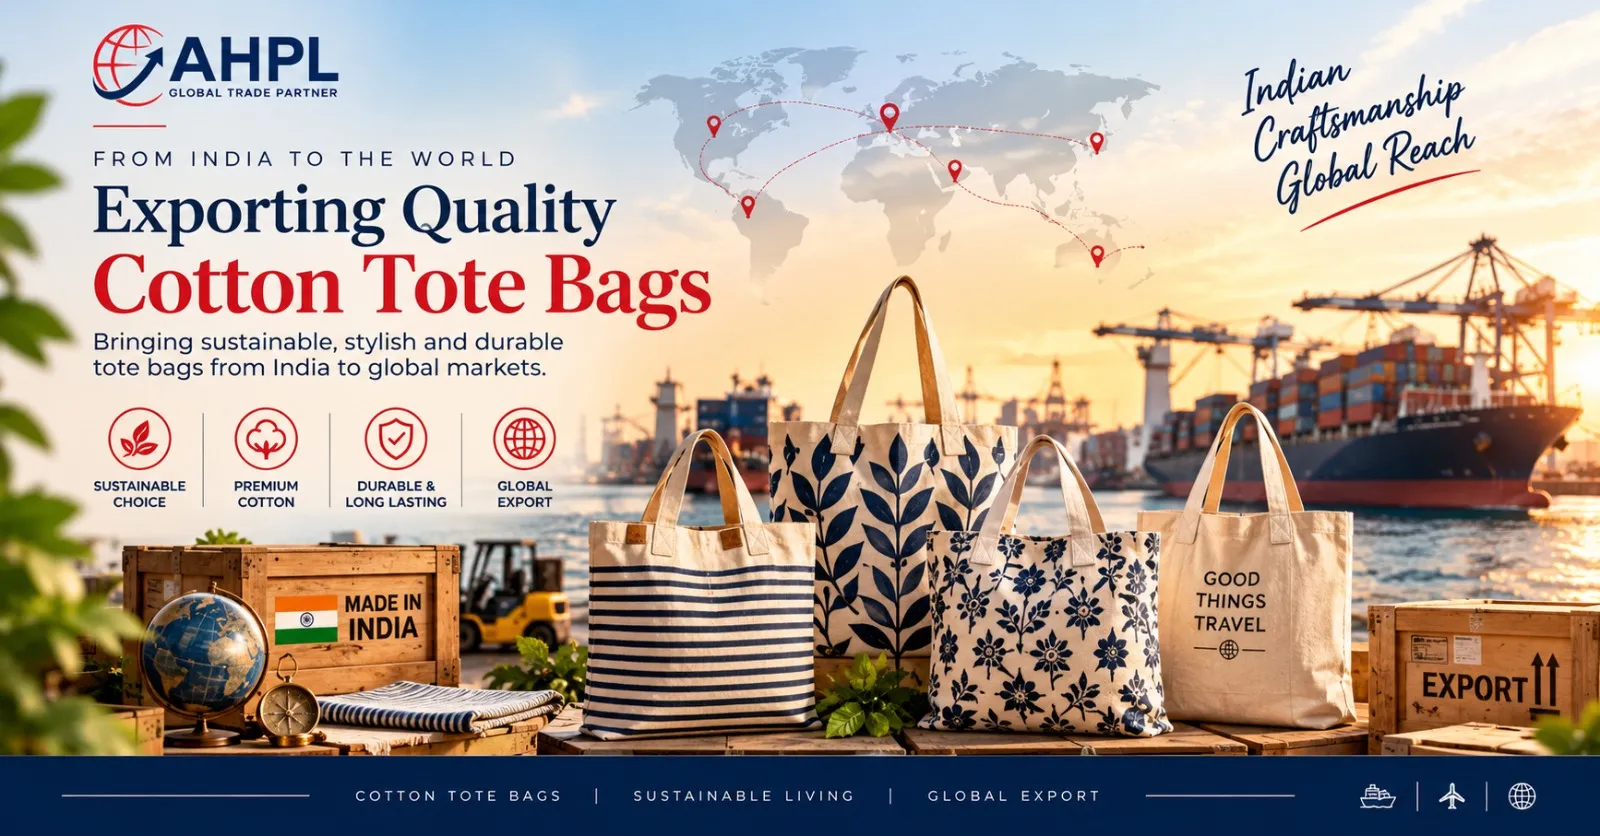 AHPL
GLOBAL TRADE PARTNER
FROM INDIA TO THE WORLD
Exporting Quality
Cotton Tote Bags
Bringing sustainable, stylish and durable
tote bags from India to global markets.
SUSTAINABLE
CHOICE
PREMIUM
COTTON
DURABLE &
LONG LASTING
GLOBAL
EXPORT
Indian
Craftsmanship
Global Reach
MADE IN
INDIA
GOOD
THINGS
TRAVEL
EXPORT
COTTON TOTE BAGS | SUSTAINABLE LIVING | GLOBAL EXPORT